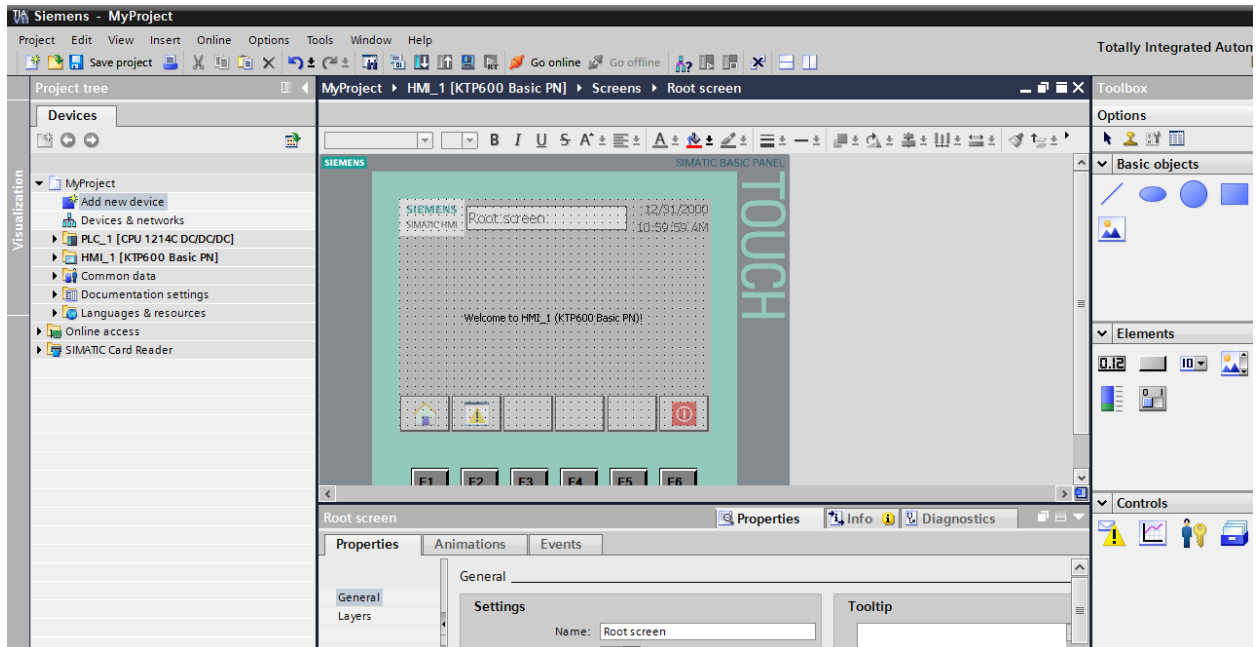 Siemens - MyProject
Project Edit View Insert Online Options Tools Window Help
Totally Integrated Autom
Save project Go online Go offline
Project tree
MyProject HMI_1 [KTP600 Basic PN] Screens Root screen
Toolbox
Devices
Options
B I U S A
Visualization
MyProject
Add new device
Devices & networks
PLC_1 [CPU 1214C DC/DC/DC]
HMI_1 [KTP600 Basic PN]
Common data
Documentation settings
Languages & resources
Online access
SIMATIC Card Reader
SIEMENS
SIMATIC BASIC PANEL
TOUCH
SIEMENS
SIMATIC HMI
Root screen
12/31/2000
10:59:59 AM
Welcome to HMI_1 (KTP600 Basic PN)!
F1 F2 F3 F4 F5 F6
Basic objects
Elements
0.12
10
0 1
Controls
Root screen
Properties Info Diagnostics
Properties Animations Events
General
Layers
General
Settings
Name: Root screen
Tooltip